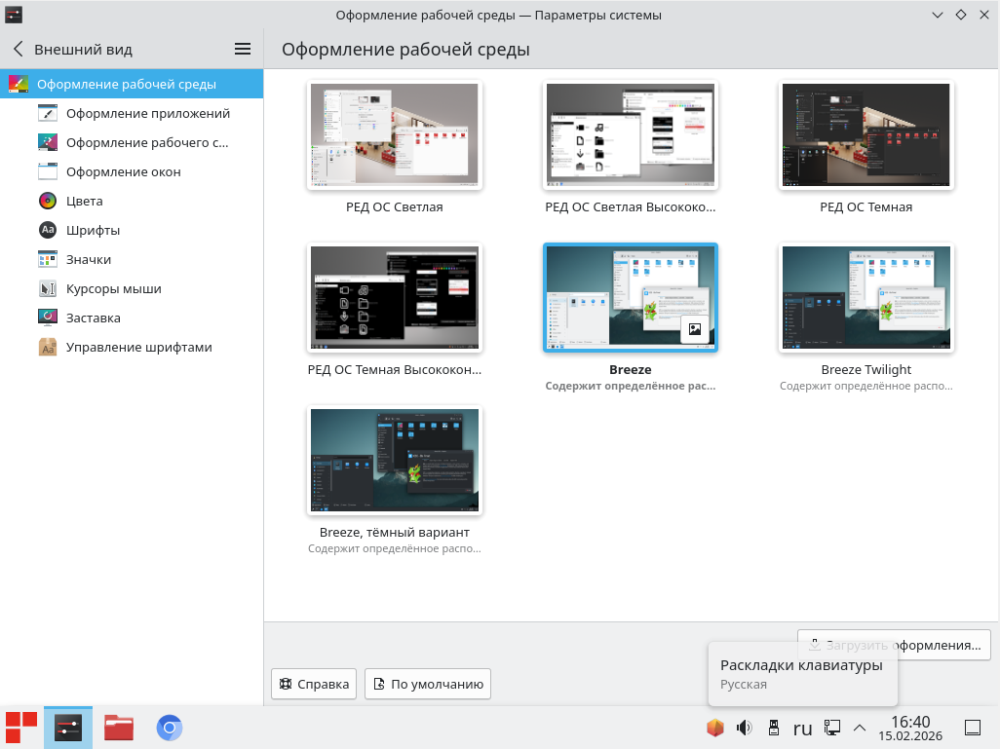 Оформление рабочей среды — Параметры системы
Внешний вид
Оформление рабочей среды
Оформление рабочей среды
Оформление приложений
Оформление рабочего с...
Оформление окон
Цвета
Шрифты
Значки
Курсоры мыши
Заставка
Управление шрифтами
РЕД ОС Светлая
РЕД ОС Светлая Высококо...
РЕД ОС Темная
РЕД ОС Темная Высококон...
Breeze
Содержит определённое рас...
Breeze Twilight
Содержит определённое распо...
Breeze, тёмный вариант
Содержит определённое распо...
Загрузить оформления...
Раскладки клавиатуры
Русская
Справка
По умолчанию
ru
16:40
15.02.2026